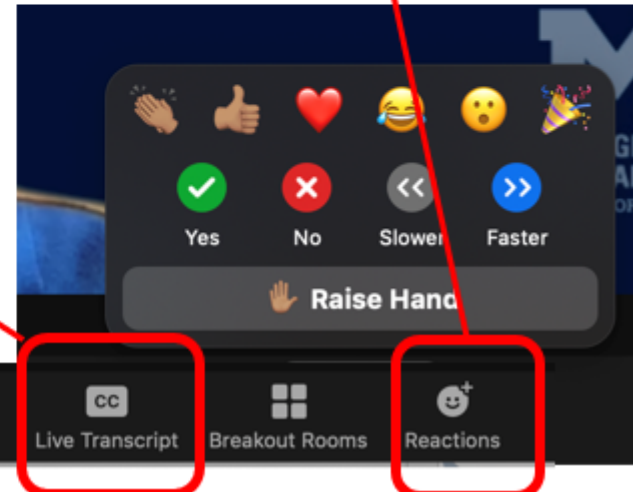 Yes No Slower Faster
Raise Hand
CC
Live Transcript Breakout Rooms Reactions